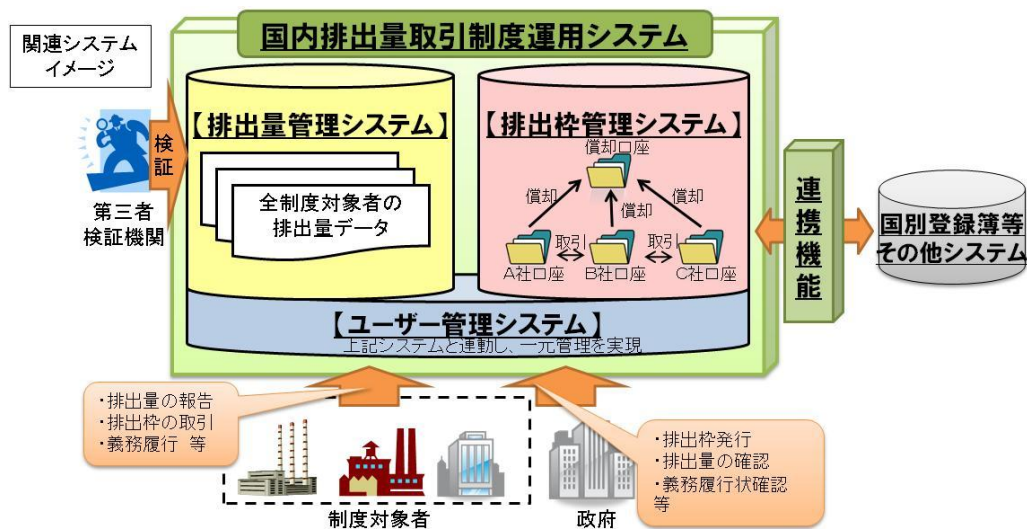 関連システム
イメージ
国内排出量取引制度運用システム
検証
第三者
検証機関
【排出量管理システム】
全制度対象者の
排出量データ
【排出枠管理システム】
償却口座
償却
償却
償却
取引
取引
A社口座
B社口座
C社口座
連携機能
国別登録簿等
その他システム
【ユーザー管理システム】
上記システムと連動し、一元管理を実現
・排出量の報告
・排出枠の取引
・義務履行 等
制度対象者
政府
・排出枠発行
・排出量の確認
・義務履行状確認
等